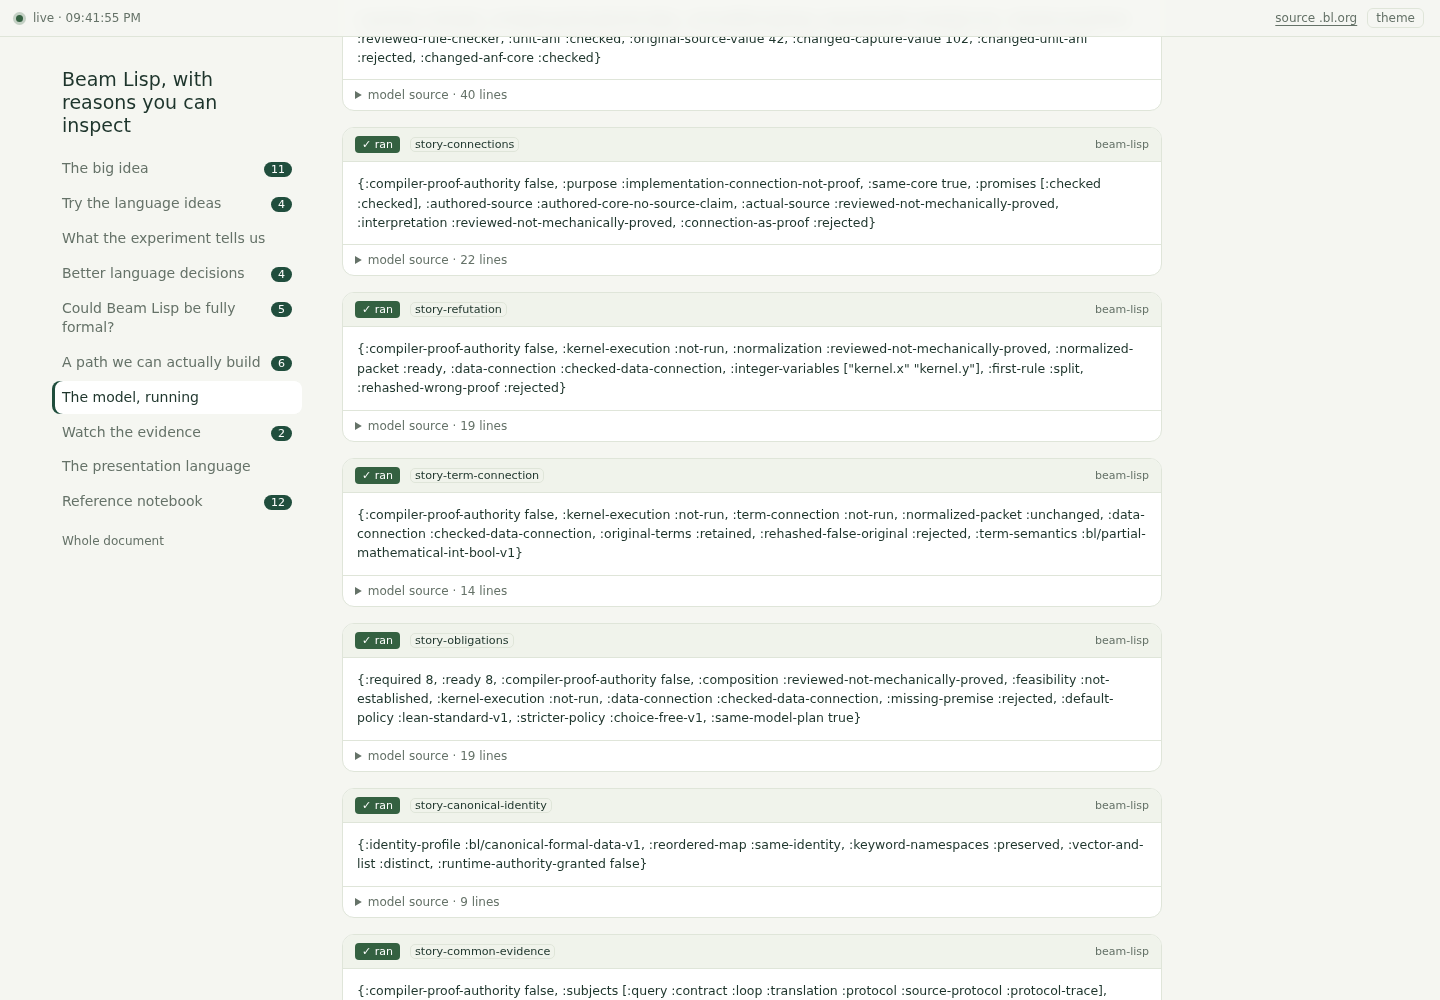 live · 09:41:55 PM
source .bl.org
theme
Beam Lisp, with
reasons you can
inspect
The big idea 11
Try the language ideas 4
What the experiment tells us
Better language decisions 4
Could Beam Lisp be fully 5
formal?
A path we can actually build 6
The model, running
Watch the evidence 2
The presentation language
Reference notebook 12
Whole document
:reviewed-rule-checker, :unit-anf :checked, :original-source-value 42, :changed-capture-value 102, :changed-unit-anf
:rejected, :changed-anf-core :checked}
▶ model source · 40 lines
✓ ran story-connections beam-lisp
{:compiler-proof-authority false, :purpose :implementation-connection-not-proof, :same-core true, :promises [:checked
:checked], :authored-source :authored-core-no-source-claim, :actual-source :reviewed-not-mechanically-proved,
:interpretation :reviewed-not-mechanically-proved, :connection-as-proof :rejected}
▶ model source · 22 lines
✓ ran story-refutation beam-lisp
{:compiler-proof-authority false, :kernel-execution :not-run, :normalization :reviewed-not-mechanically-proved, :normalized-
packet :ready, :data-connection :checked-data-connection, :integer-variables ["kernel.x" "kernel.y"], :first-rule :split,
:rehashed-wrong-proof :rejected}
▶ model source · 19 lines
✓ ran story-term-connection beam-lisp
{:compiler-proof-authority false, :kernel-execution :not-run, :term-connection :not-run, :normalized-packet :unchanged, :data-
connection :checked-data-connection, :original-terms :retained, :rehashed-false-original :rejected, :term-semantics :bl/partial-
mathematical-int-bool-v1}
▶ model source · 14 lines
✓ ran story-obligations beam-lisp
{:required 8, :ready 8, :compiler-proof-authority false, :composition :reviewed-not-mechanically-proved, :feasibility :not-
established, :kernel-execution :not-run, :data-connection :checked-data-connection, :missing-premise :rejected, :default-
policy :lean-standard-v1, :stricter-policy :choice-free-v1, :same-model-plan true}
▶ model source · 19 lines
✓ ran story-canonical-identity beam-lisp
{:identity-profile :bl/canonical-formal-data-v1, :reordered-map :same-identity, :keyword-namespaces :preserved, :vector-and-
list :distinct, :runtime-authority-granted false}
▶ model source · 9 lines
✓ ran story-common-evidence beam-lisp
{:compiler-proof-authority false, :subjects [:query :contract :loop :translation :protocol :source-protocol :protocol-trace],